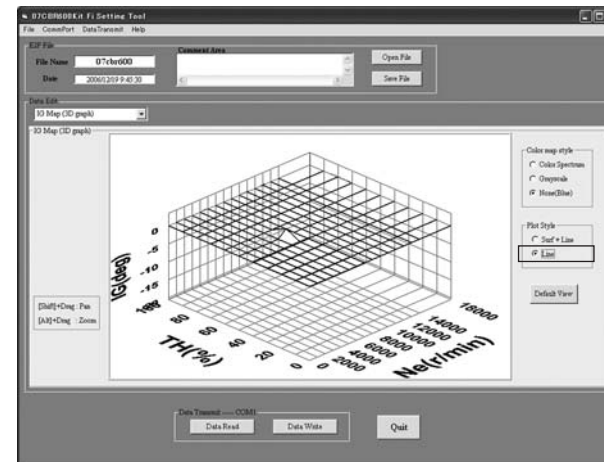 07CBR600Kit Fi Setting Tool
File CommPort DataTransmit Help
File Name 07cbr600
Date 2006/12/19 9:45:30
Comment Area
Open File
Save File
Data Edit
IG Map (3D graph)
IG Map (3D graph)
Color map style
Color Spectrum
Grayscale
None(Blue)
Plot Style
Surf + Line
Line
Default View
0
-5
-10
-15
IG(deg)
80
60
40
20
0
TH(%)
0
2000
4000
6000
8000
10000
12000
14000
16000
Ne(r/min)
[Shift]+Drag : Pan
[Alt]+Drag : Zoom
Data Transmit ----- COM1
Data Read
Data Write
Quit